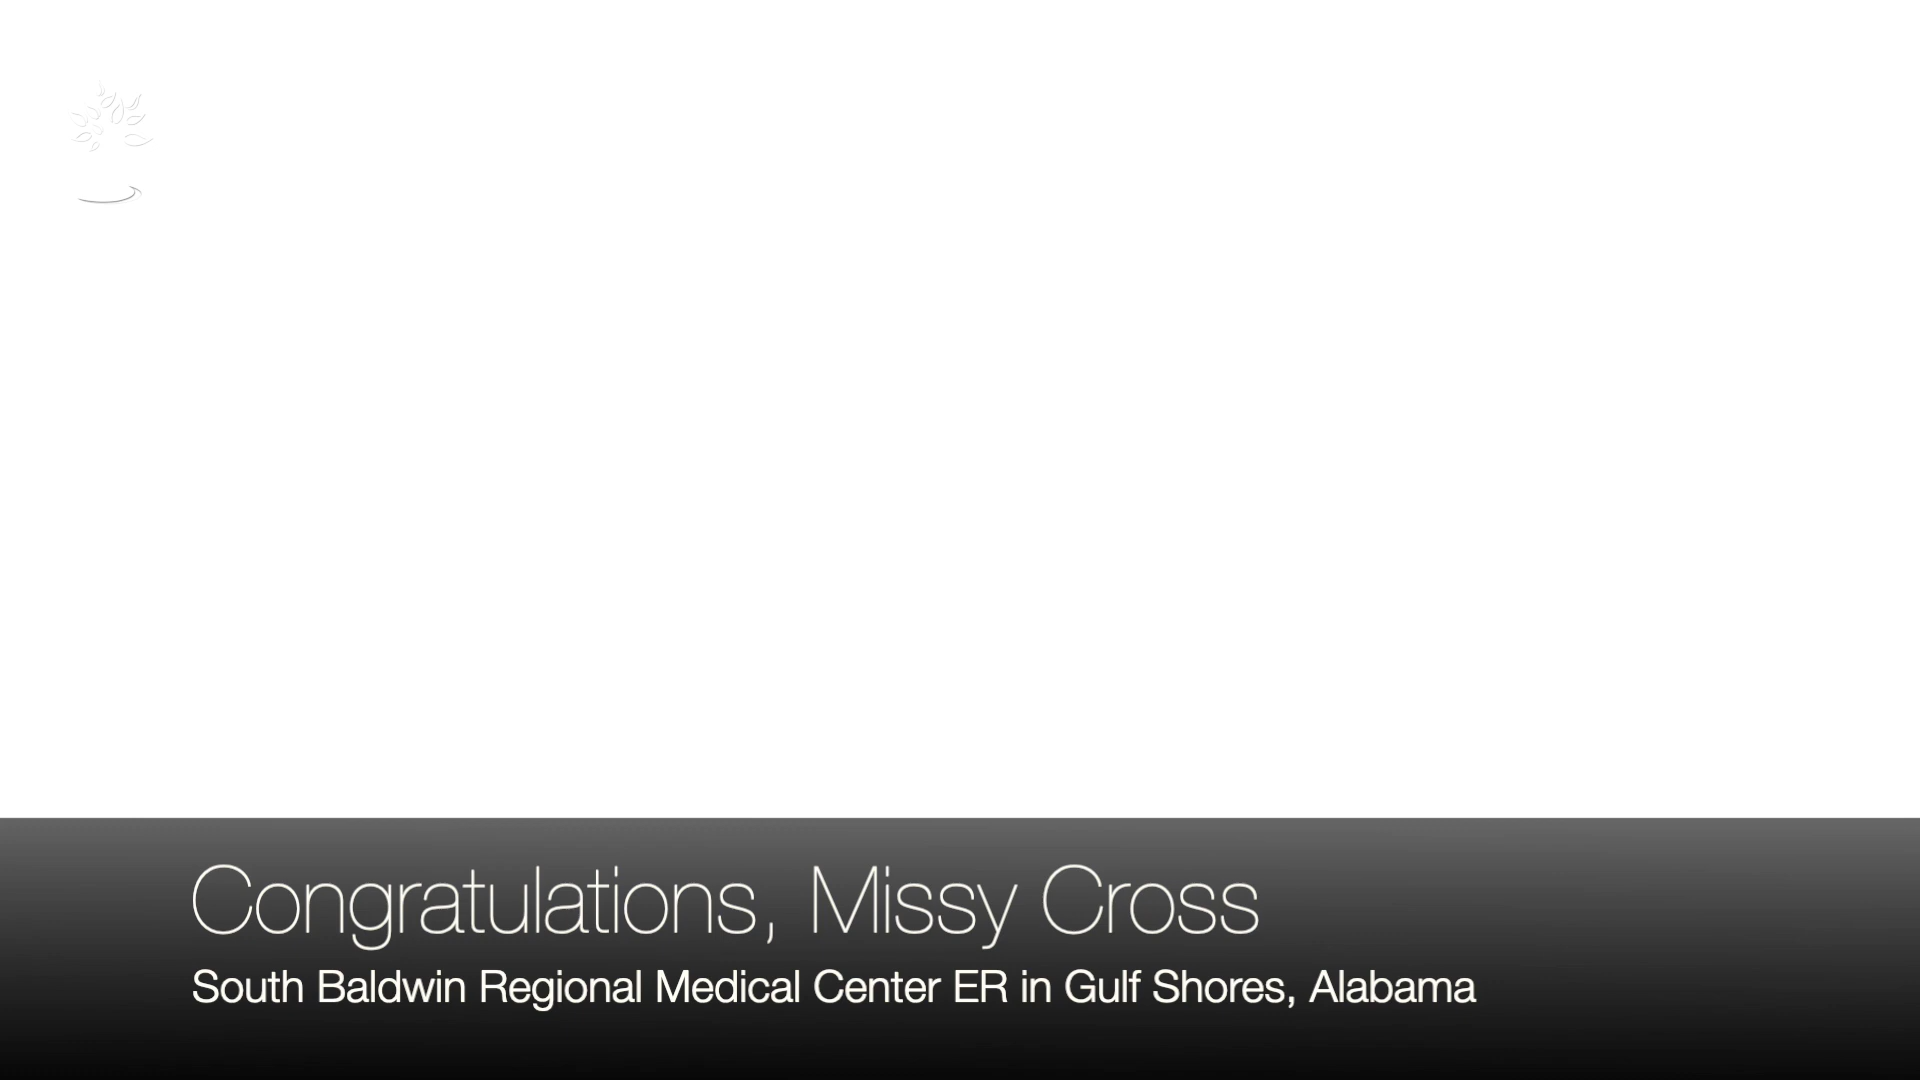 Congratulations, Missy Cross
South Baldwin Regional Medical Center ER in Gulf Shores, Alabama